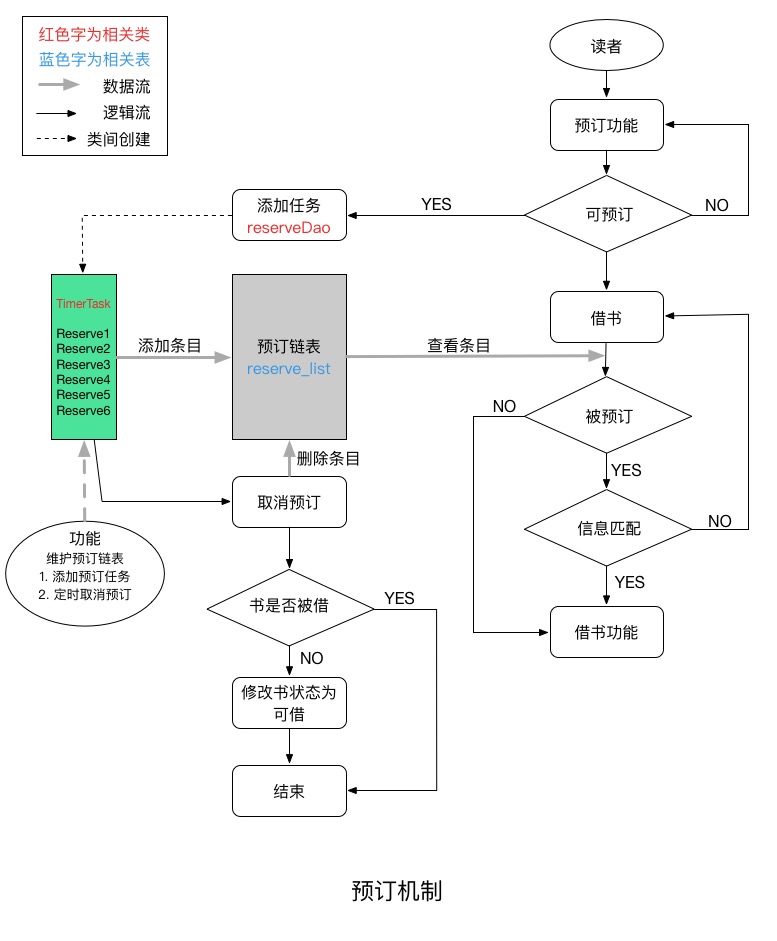 红色字为相关类
蓝色字为相关表
数据流
逻辑流
类间创建
读者
预订功能
可预订
NO
YES
添加任务
reserveDao
TimerTask
Reserve1
Reserve2
Reserve3
Reserve4
Reserve5
Reserve6
添加条目
预订链表
reserve_list
查看条目
借书
被预订
NO
YES
信息匹配
NO
YES
借书功能
删除条目
取消预订
功能
维护预订链表
1. 添加预订任务
2. 定时取消预订
书是否被借
YES
NO
修改书状态为
可借
结束
预订机制